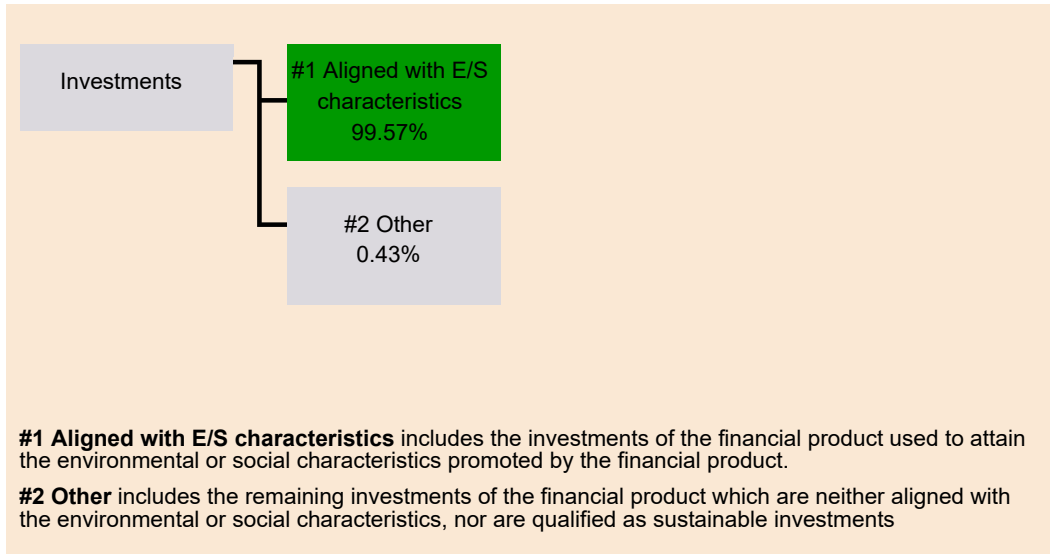 Investments
#1 Aligned with E/S
characteristics
99.57%
#2 Other
0.43%
#1 Aligned with E/S characteristics includes the investments of the financial product used to attain
the environmental or social characteristics promoted by the financial product.
#2 Other includes the remaining investments of the financial product which are neither aligned with
the environmental or social characteristics, nor are qualified as sustainable investments